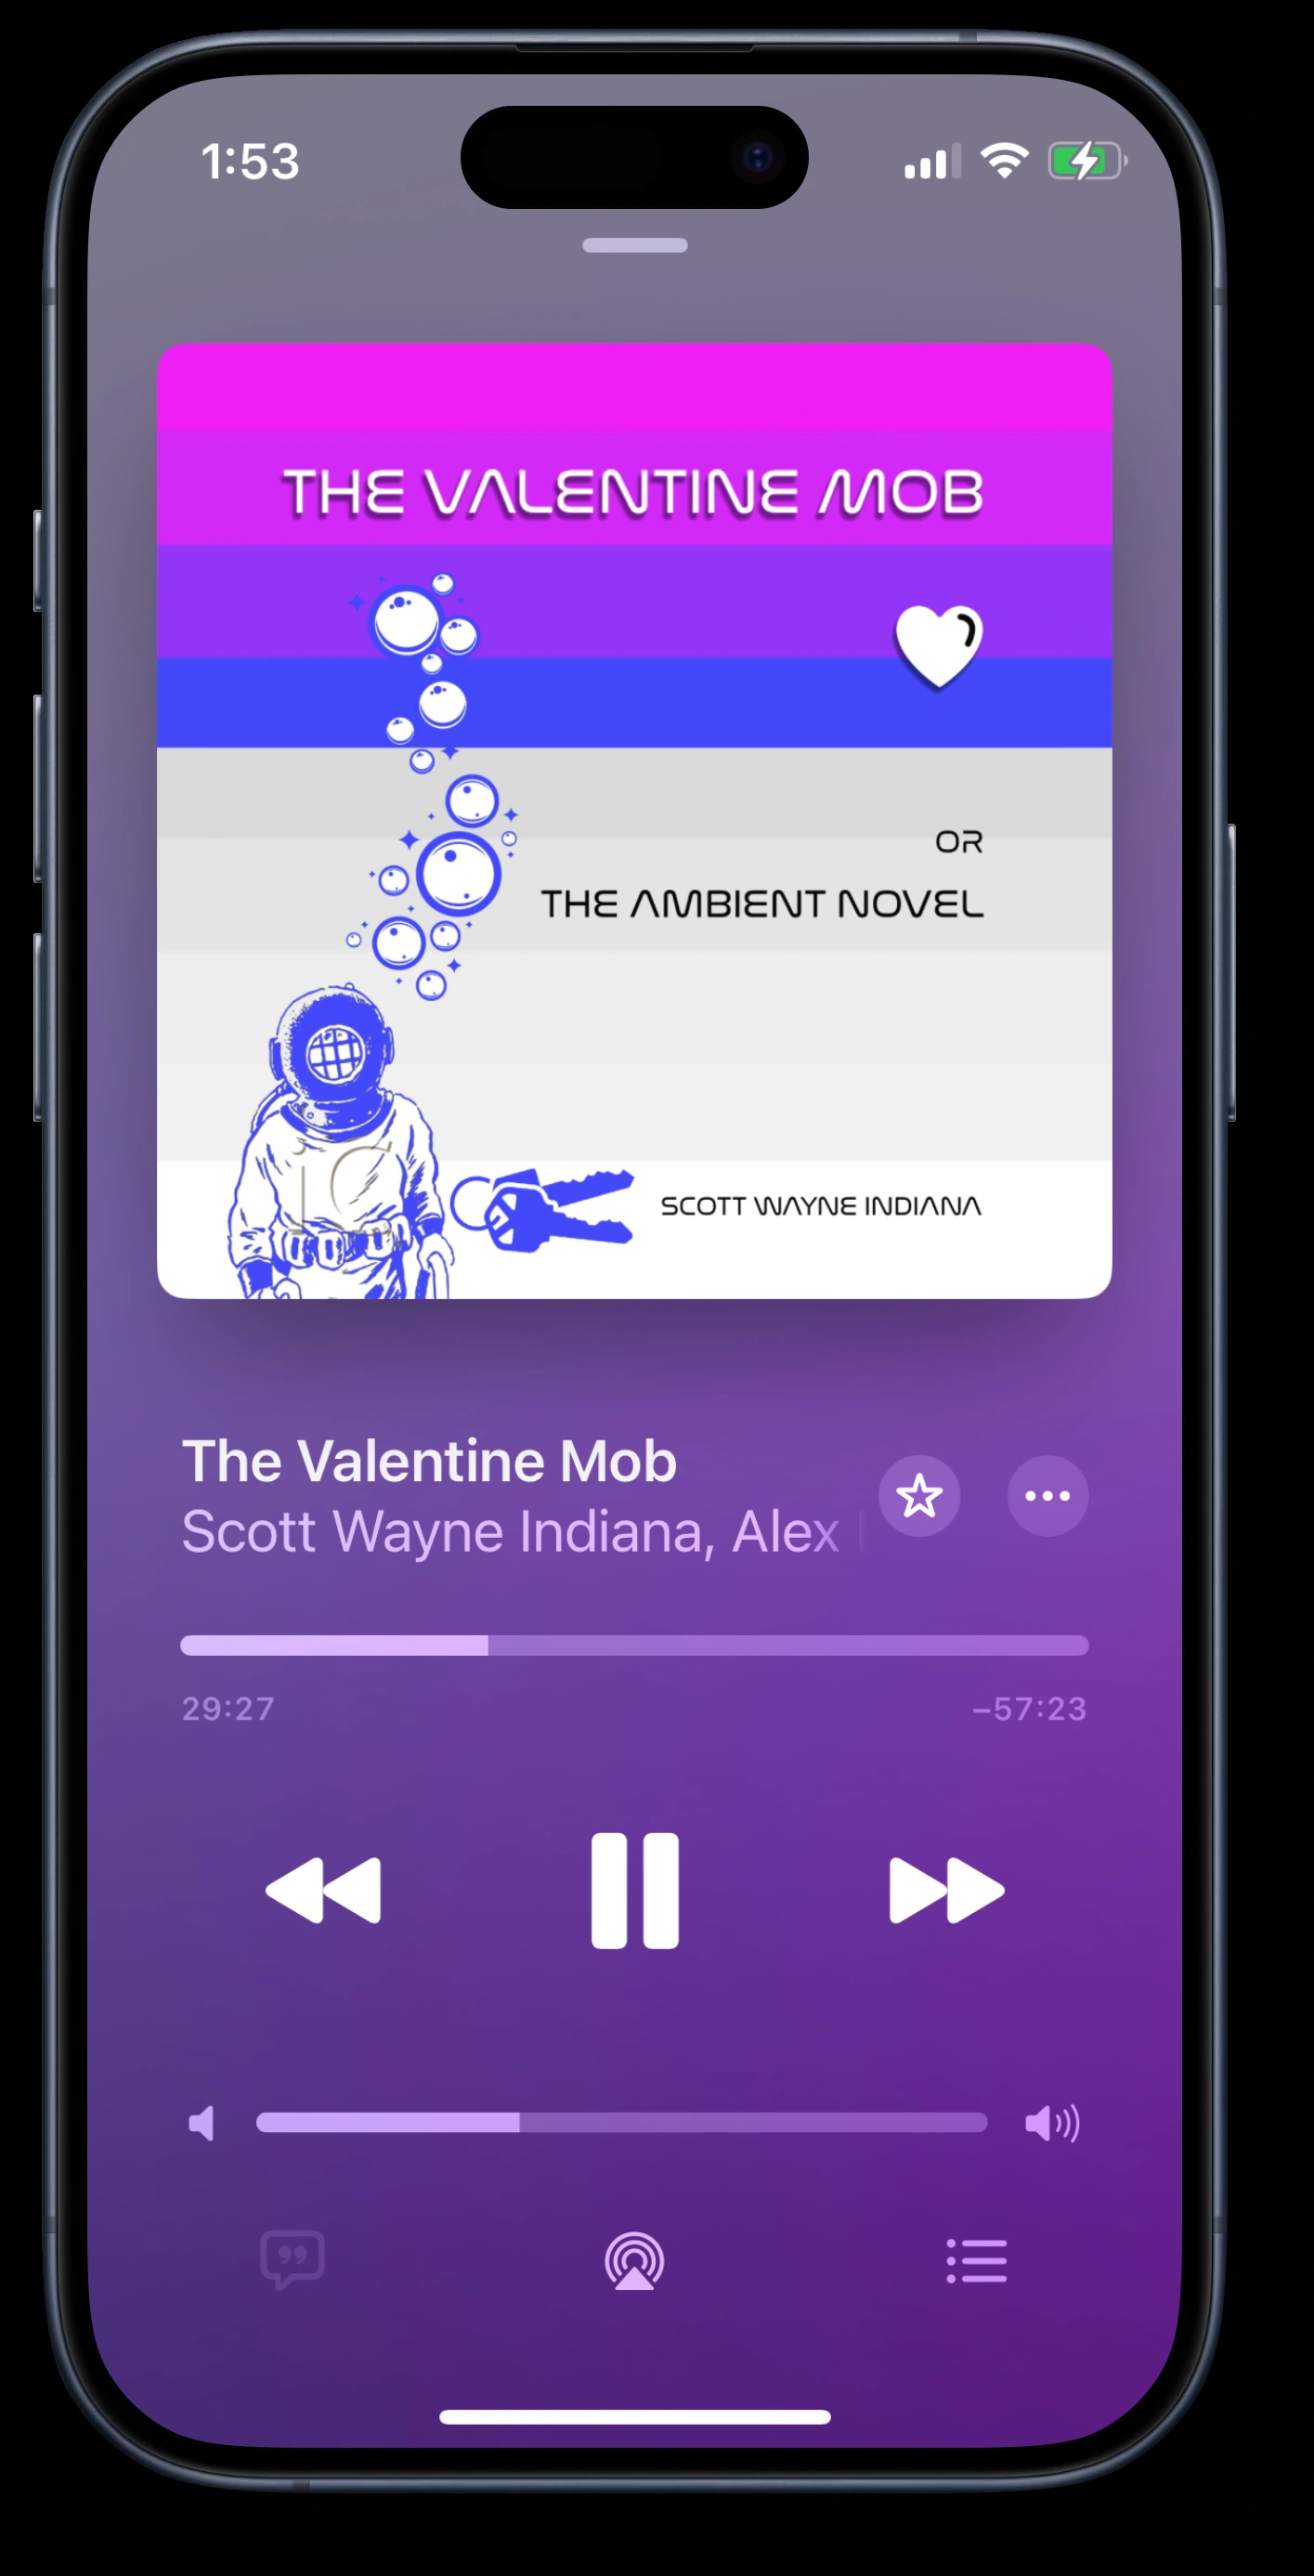 1:53
THE VALENTINE MOB
OR
THE AMBIENT NOVEL
iC
SCOTT WAYNE INDIANA
The Valentine Mob
Scott Wayne Indiana, Alex
29:27
–57:23